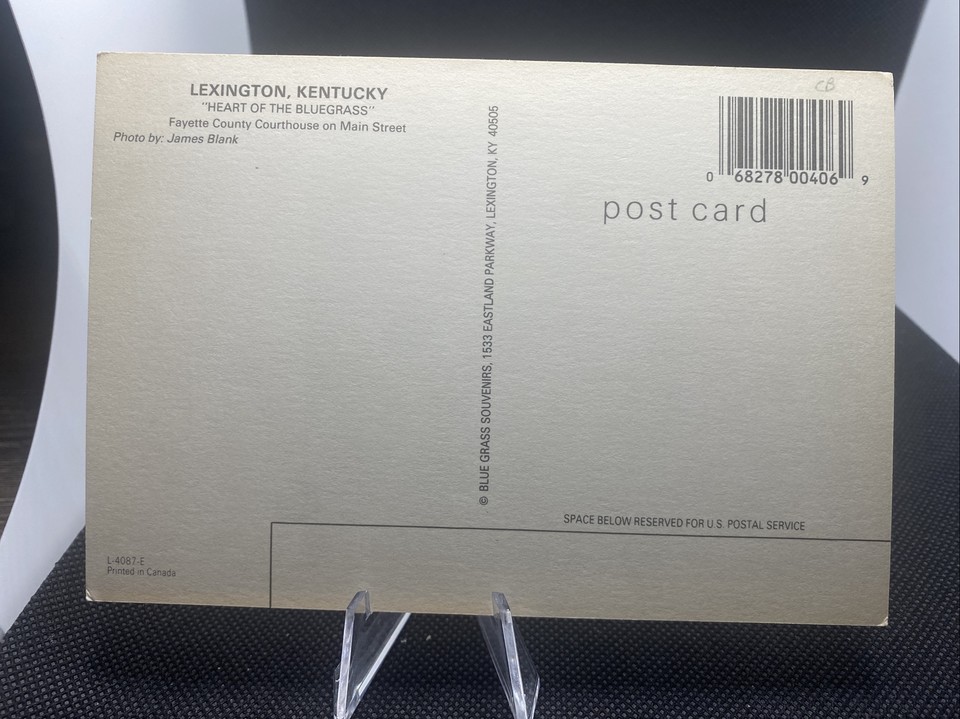 LEXINGTON, KENTUCKY
"HEART OF THE BLUEGRASS"
Fayette County Courthouse on Main Street
Photo by: James Blank
© BLUE GRASS SOUVENIRS, 1533 EASTLAND PARKWAY, LEXINGTON, KY 40505
CB
0 68278 00406 9
post card
SPACE BELOW RESERVED FOR U.S. POSTAL SERVICE
L-4087-E
Printed in Canada